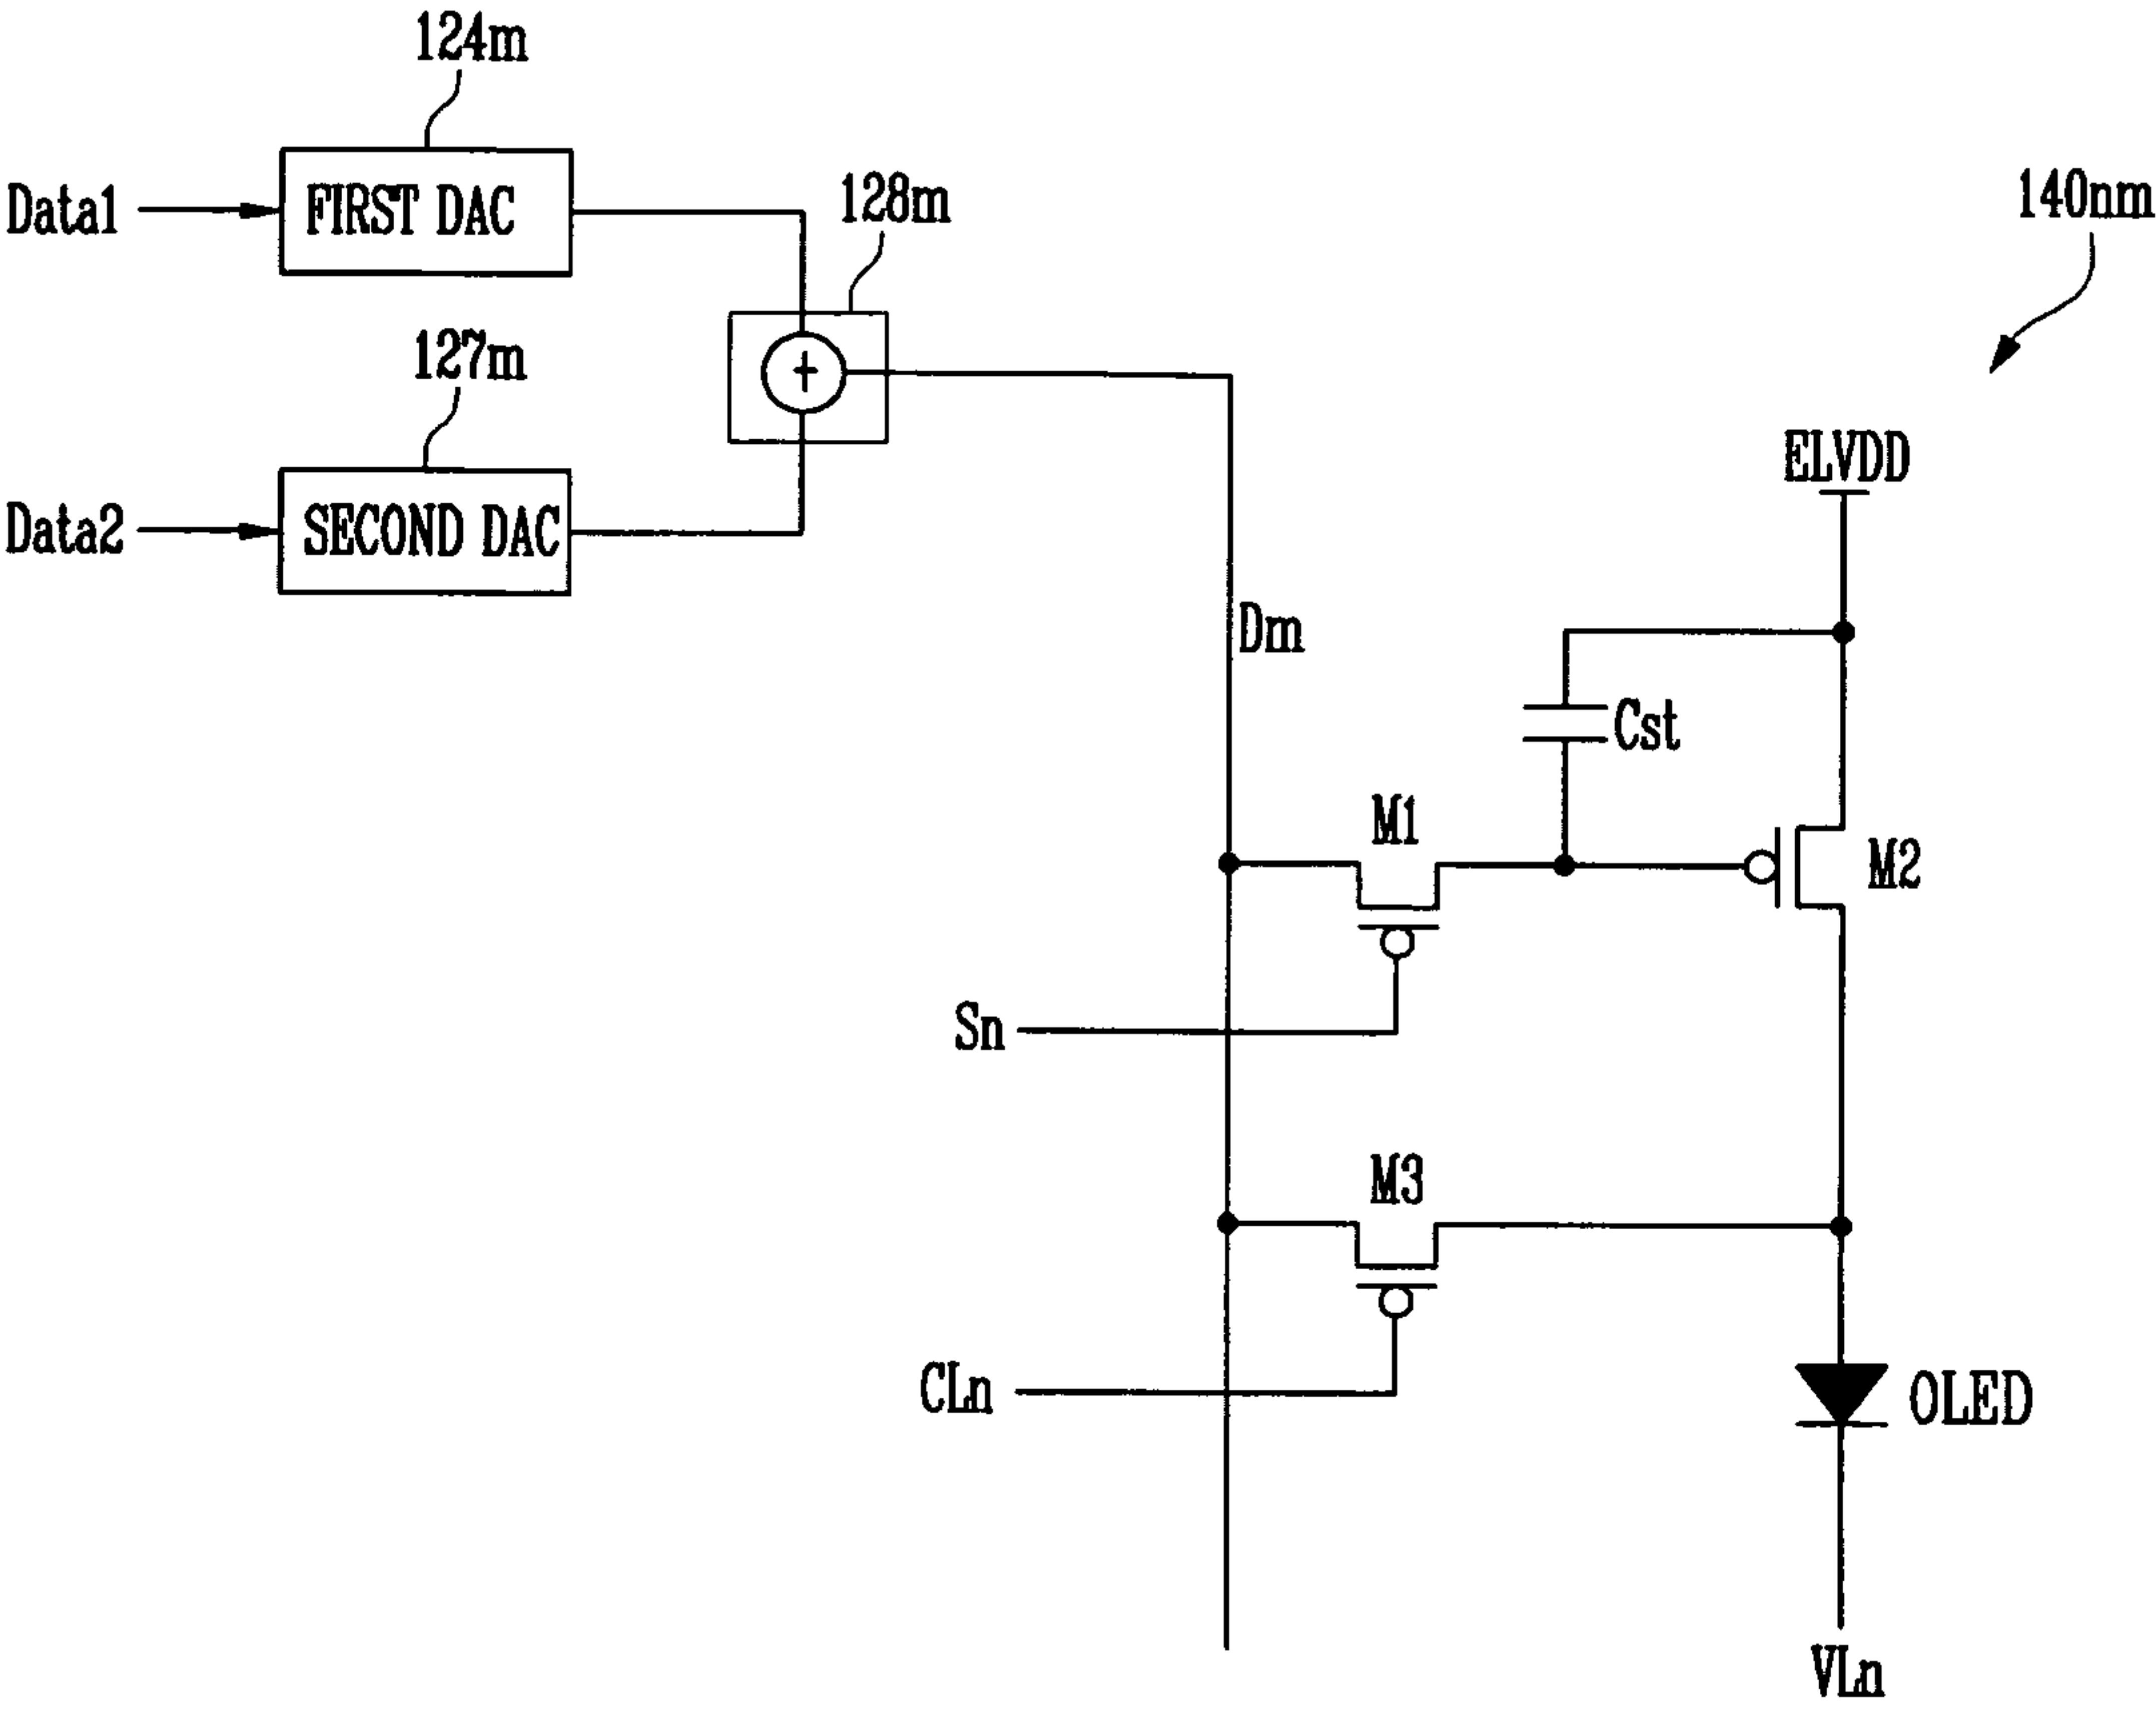 124m
Data1
FIRST DAC
128m
140nm
127m
+
ELVDD
Data2
SECOND DAC
Dm
Cst
M1
M2
Sn
M3
CLn
OLED
VLn